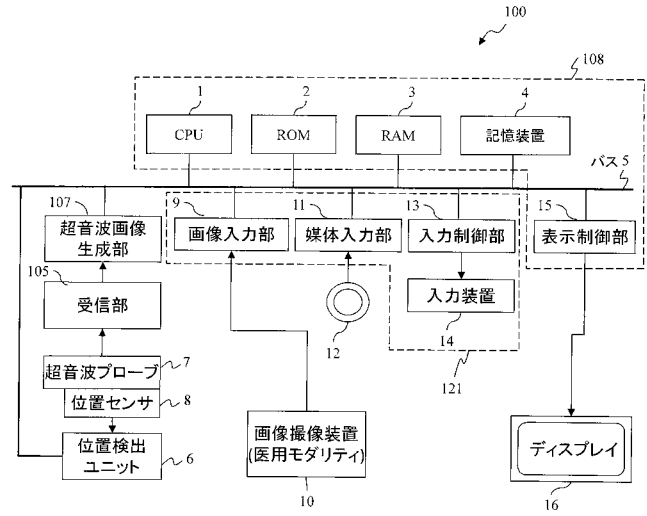 100
108
1
2
3
4
CPU
ROM
RAM
記憶装置
バス5
107
9
11
13
15
超音波画像
生成部
画像入力部
媒体入力部
入力制御部
表示制御部
105
受信部
入力装置
12
14
121
超音波プローブ
7
位置センサ
8
位置検出
ユニット
6
画像撮像装置
(医用モダリティ)
10
ディスプレイ
16